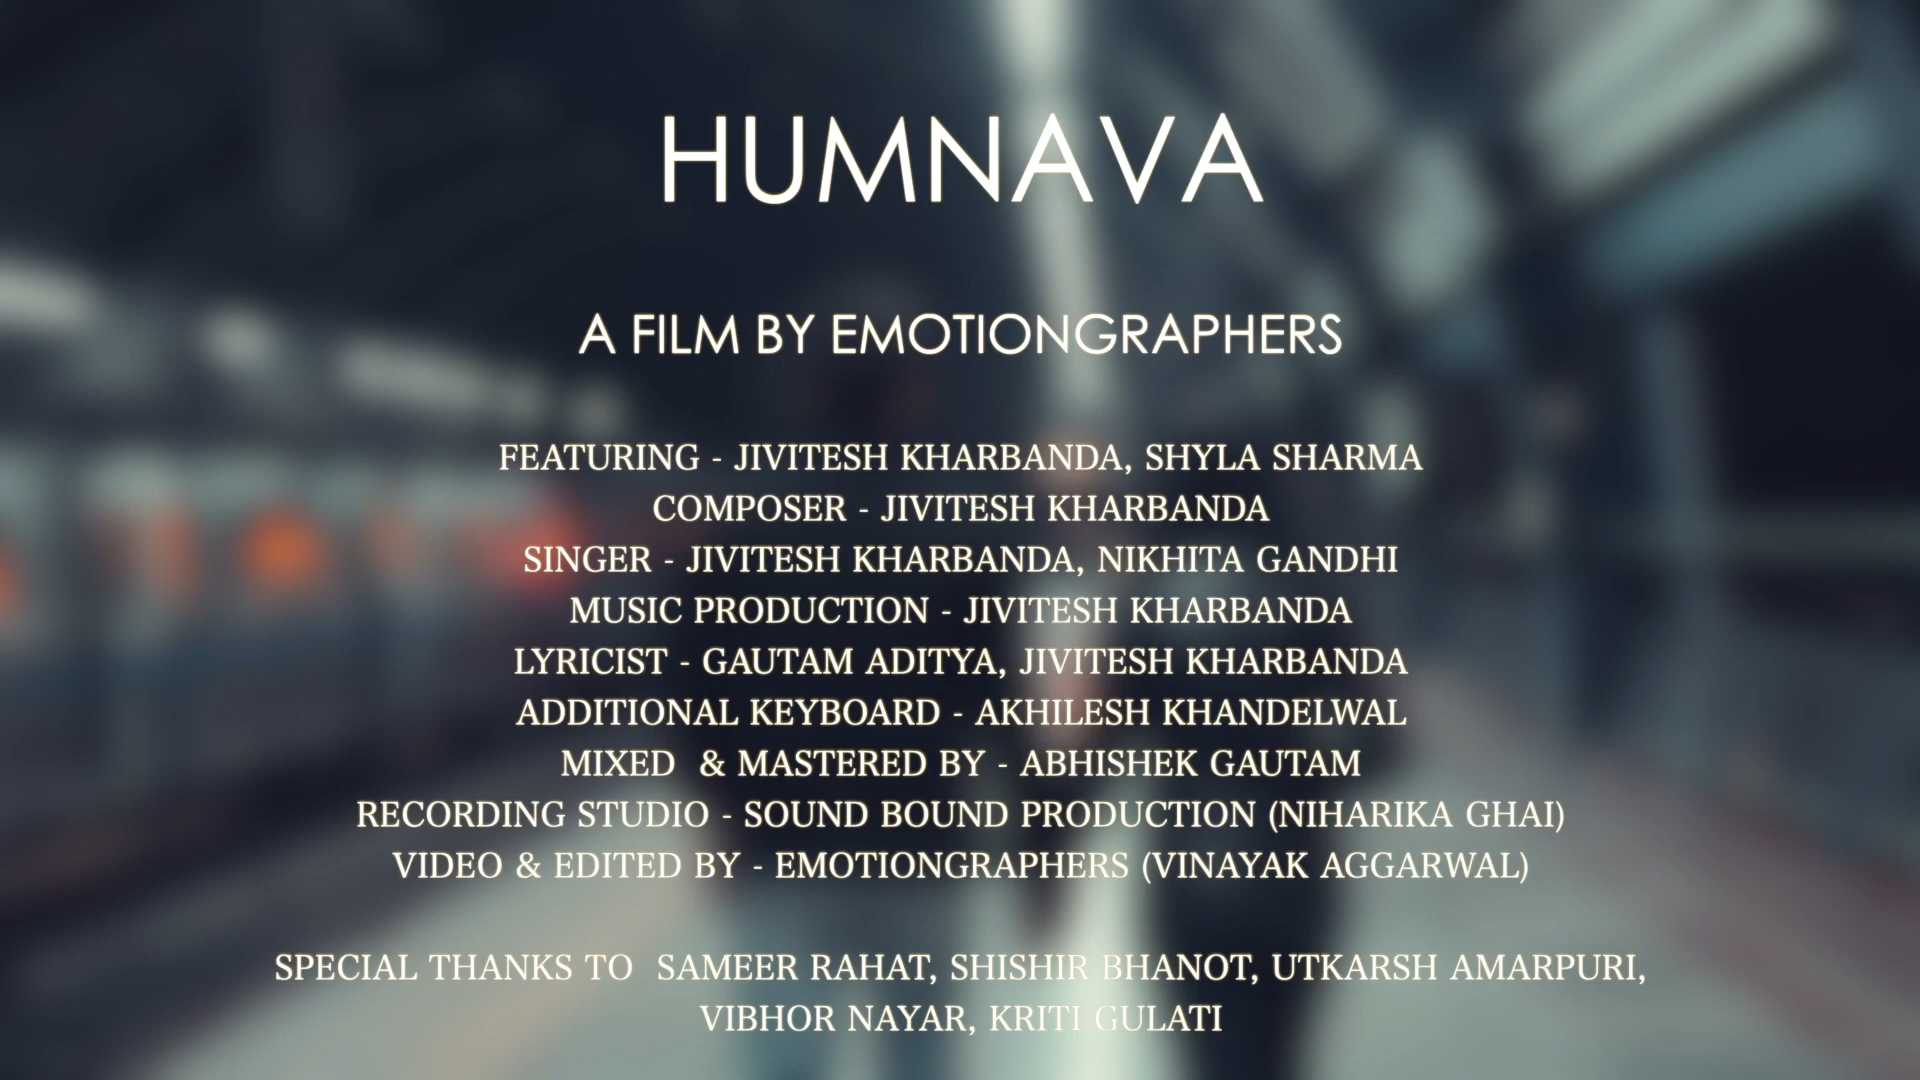 HUMNAVA
A FILM BY EMOTIONGRAPHERS
FEATURING - JIVITESH KHARBANDA, SHYLA SHARMA
COMPOSER - JIVITESH KHARBANDA
SINGER - JIVITESH KHARBANDA, NIKHITA GANDHI
MUSIC PRODUCTION - JIVITESH KHARBANDA
LYRICIST - GAUTAM ADITYA, JIVITESH KHARBANDA
ADDITIONAL KEYBOARD - AKHILESH KHANDELWAL
MIXED  & MASTERED BY - ABHISHEK GAUTAM
RECORDING STUDIO - SOUND BOUND PRODUCTION (NIHARIKA GHAI)
VIDEO & EDITED BY - EMOTIONGRAPHERS (VINAYAK AGGARWAL)
SPECIAL THANKS TO  SAMEER RAHAT, SHISHIR BHANOT, UTKARSH AMARPURI,
VIBHOR NAYAR, KRITI GULATI